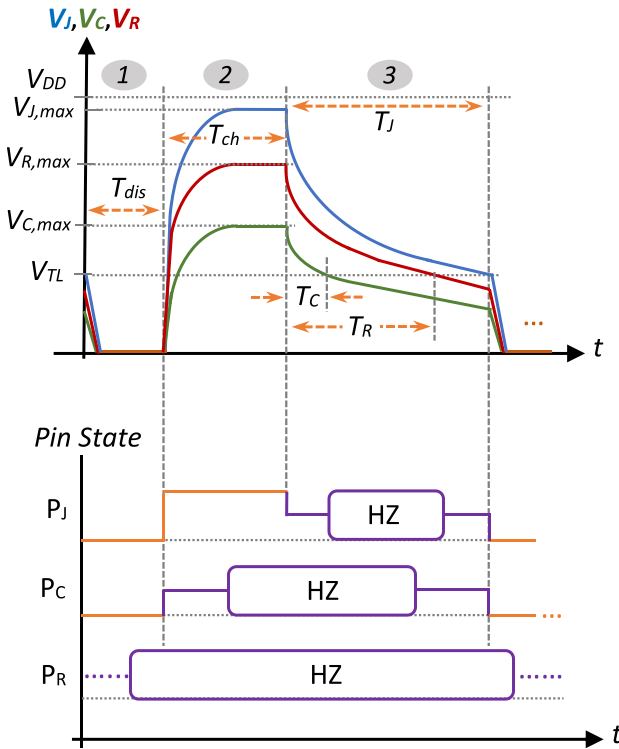 VJ,VC,VR
1 2 3
VDD
VJ,max
TJ
Tch
VR,max
Tdis
VC,max
VTL
TC
TR
...
t
Pin State
PJ
HZ
PC
HZ
...
PR
HZ
t